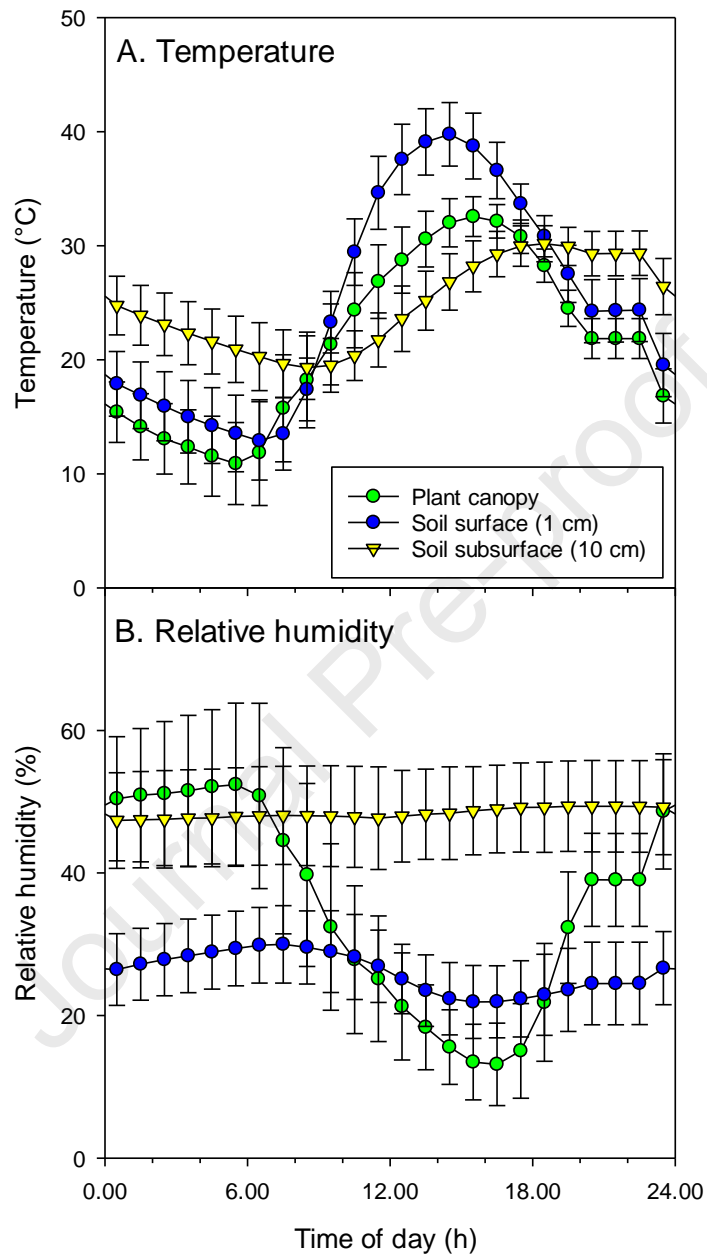 A. Temperature
50
40
30
20
10
0
Temperature (°C)
Plant canopy
Soil surface (1 cm)
Soil subsurface (10 cm)
B. Relative humidity
60
40
20
0
Relative humidity (%)
0.00 6.00 12.00 18.00 24.00
Time of day (h)
Journal Pre-proof